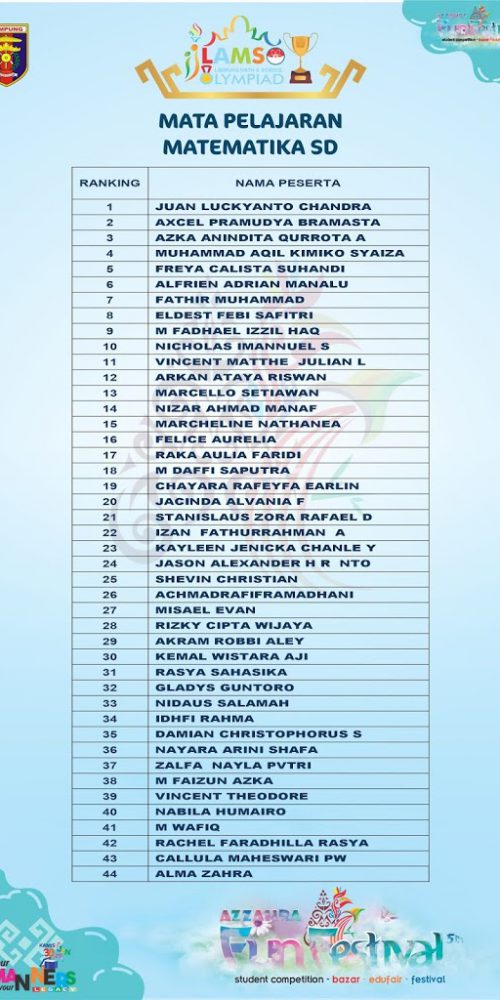 LAMSO
OLYMPIAD
MATA PELAJARAN
MATEMATIKA SD
RANKING NAMA PESERTA
1 JUAN LUCKYANTO CHANDRA
2 AXCEL PRAMUDYA BRAMASTA
3 AZKA ANINDITA QURROTA A
4 MUHAMMAD AQIL KIMIKO SYAIZA
5 FREYA CALISTA SUHANDI
6 ALFRIEN ADRIAN MANALU
7 FATHIR MUHAMMAD
8 ELDEST FEBI SAFITRI
9 M FADHAEL IZZIL HAQ
10 NICHOLAS IMANNUEL S
11 VINCENT MATTHE JULIAN L
12 ARKAN ATAYA RISWAN
13 MARCELLO SETIAWAN
14 NIZAR AHMAD MANAF
15 MARCHELINE NATHANEA
16 FELICE AURELIA
17 RAKA AULIA FARIDI
18 M DAFFI SAPUTRA
19 CHAYARA RAFEYFA EARLIN
20 JACINDA ALVANIA F
21 STANISLAUS ZORA RAFAEL D
22 IZAN FATHURRAHMAN A
23 KAYLEEN JENICKA CHANLE Y
24 JASON ALEXANDER H R NTO
25 SHEVIN CHRISTIAN
26 ACHMADRAFIFRAMADHANI
27 MISAEL EVAN
28 RIZKY CIPTA WIJAYA
29 AKRAM ROBBI ALEY
30 KEMAL WISTARA AJI
31 RASYA SAHASIKA
32 GLADYS GUNTORO
33 NIDAUS SALAMAH
34 IDHFI RAHMA
35 DAMIAN CHRISTOPHORUS S
36 NAYARA ARINI SHAFA
37 ZALFA NAYLA PVTRI
38 M FAIZUN AZKA
39 VINCENT THEODORE
40 NABILA HUMAIRO
41 M WAFIQ
42 RACHEL FARADHILLA RASYA
43 CALLULA MAHESWARI PW
44 ALMA ZAHRA
AZZAHRA
Fun Festival 5th
student competition - bazar - edufair - festival
MANNERS
LEGACY